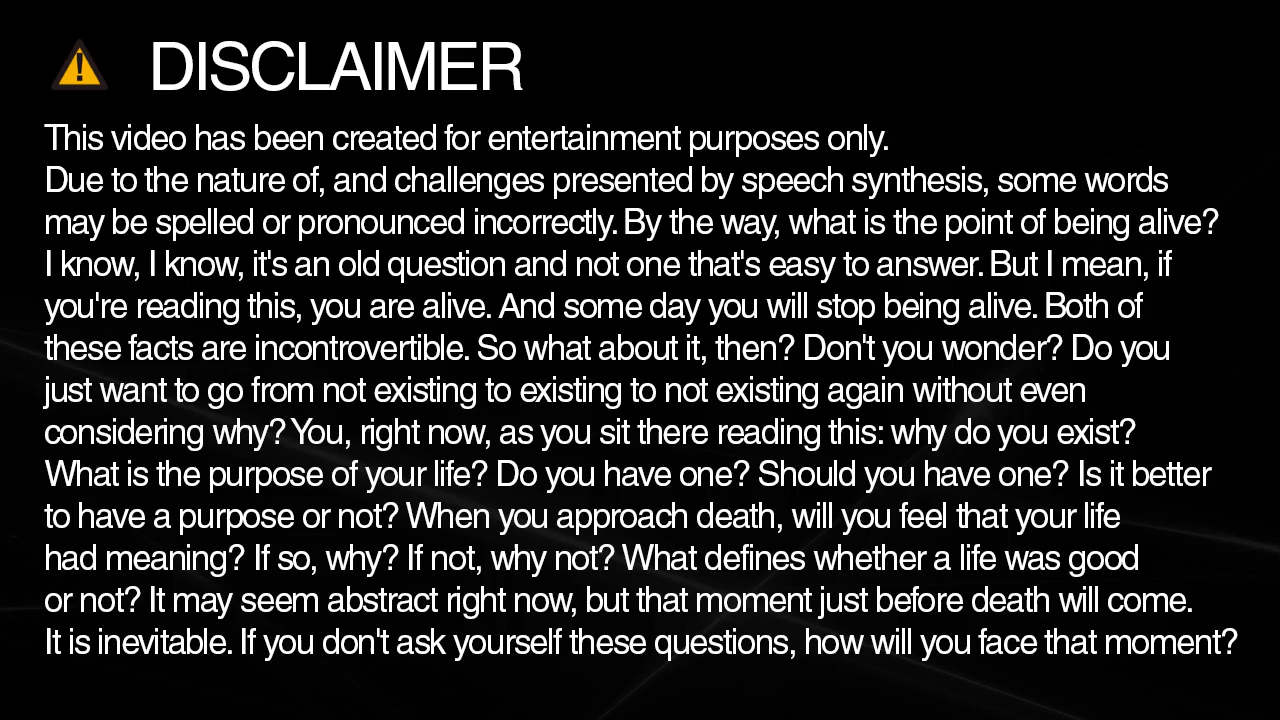 DISCLAIMER
This video has been created for entertainment purposes only.
Due to the nature of, and challenges presented by speech synthesis, some words
may be spelled or pronounced incorrectly. By the way, what is the point of being alive?
I know, I know, it's an old question and not one that's easy to answer. But I mean, if
you're reading this, you are alive. And some day you will stop being alive. Both of
these facts are incontrovertible. So what about it, then? Don't you wonder? Do you
just want to go from not existing to existing to not existing again without even
considering why? You, right now, as you sit there reading this: why do you exist?
What is the purpose of your life? Do you have one? Should you have one? Is it better
to have a purpose or not? When you approach death, will you feel that your life
had meaning? If so, why? If not, why not? What defines whether a life was good
or not? It may seem abstract right now, but that moment just before death will come.
It is inevitable. If you don't ask yourself these questions, how will you face that moment?